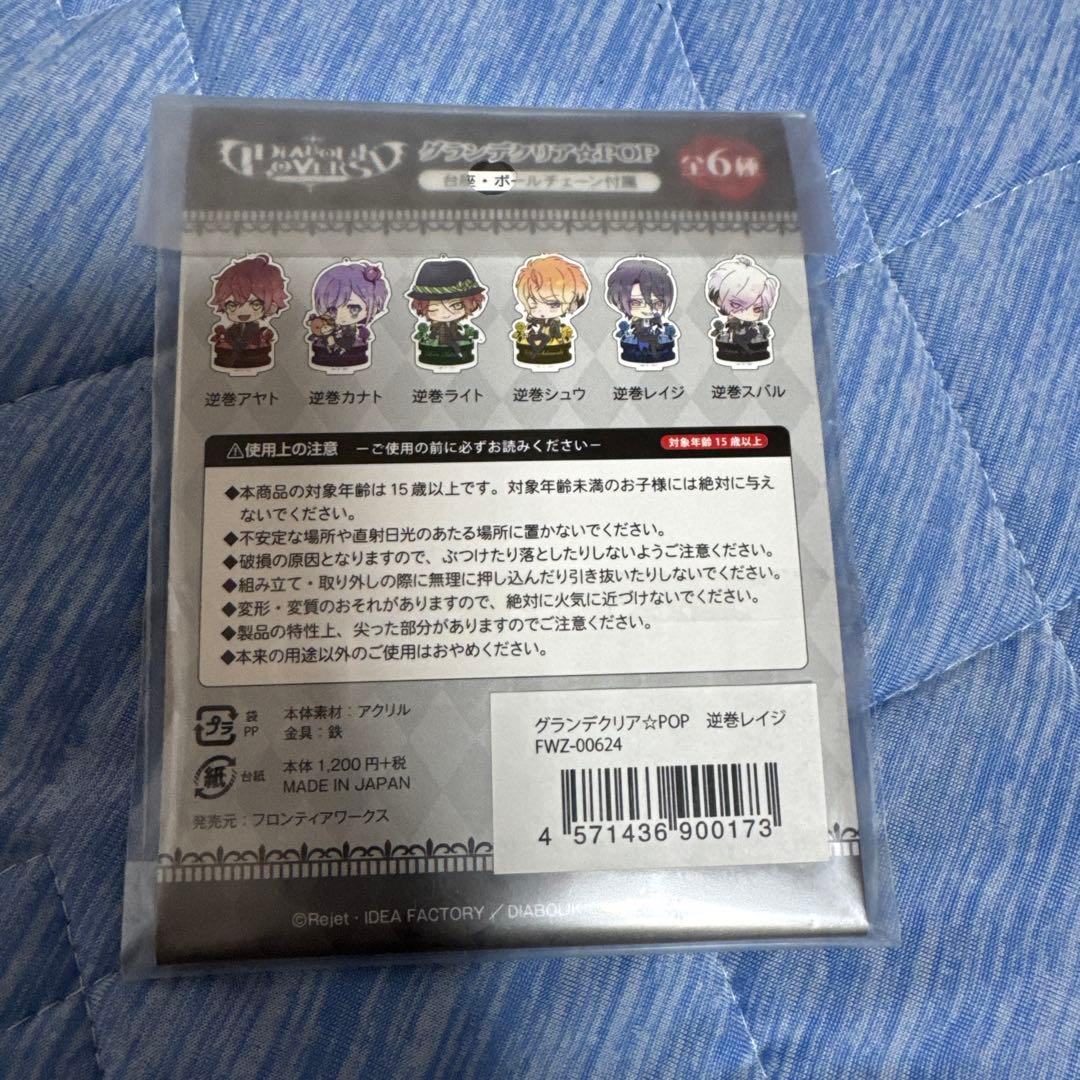 DIABOLIK LOVERS
グランデクリア☆POP
全6種
台座・ボールチェーン付属
逆巻アヤト 逆巻カナト 逆巻ライト 逆巻シュウ 逆巻レイジ 逆巻スバル
⚠使用上の注意 －ご使用の前に必ずお読みください－ 対象年齢15歳以上
◆本商品の対象年齢は15歳以上です。対象年齢未満のお子様には絶対に与え
ないでください。
◆不安定な場所や直射日光のあたる場所に置かないでください。
◆破損の原因となりますので、ぶつけたり落としたりしないようご注意ください。
◆組み立て・取り外しの際に無理に押し込んだり引き抜いたりしないでください。
◆変形・変質のおそれがありますので、絶対に火気に近づけないでください。
◆製品の特性上、尖った部分がありますのでご注意ください。
◆本来の用途以外のご使用はおやめください。
プラ 袋
PP
本体素材：アクリル
金具：鉄
紙 台紙
本体1,200円+税
MADE IN JAPAN
発売元：フロンティアワークス
グランデクリア☆POP 逆巻レイジ
FWZ-00624
4 571436 900173
©Rejet・IDEA FACTORY／DIABOLIK